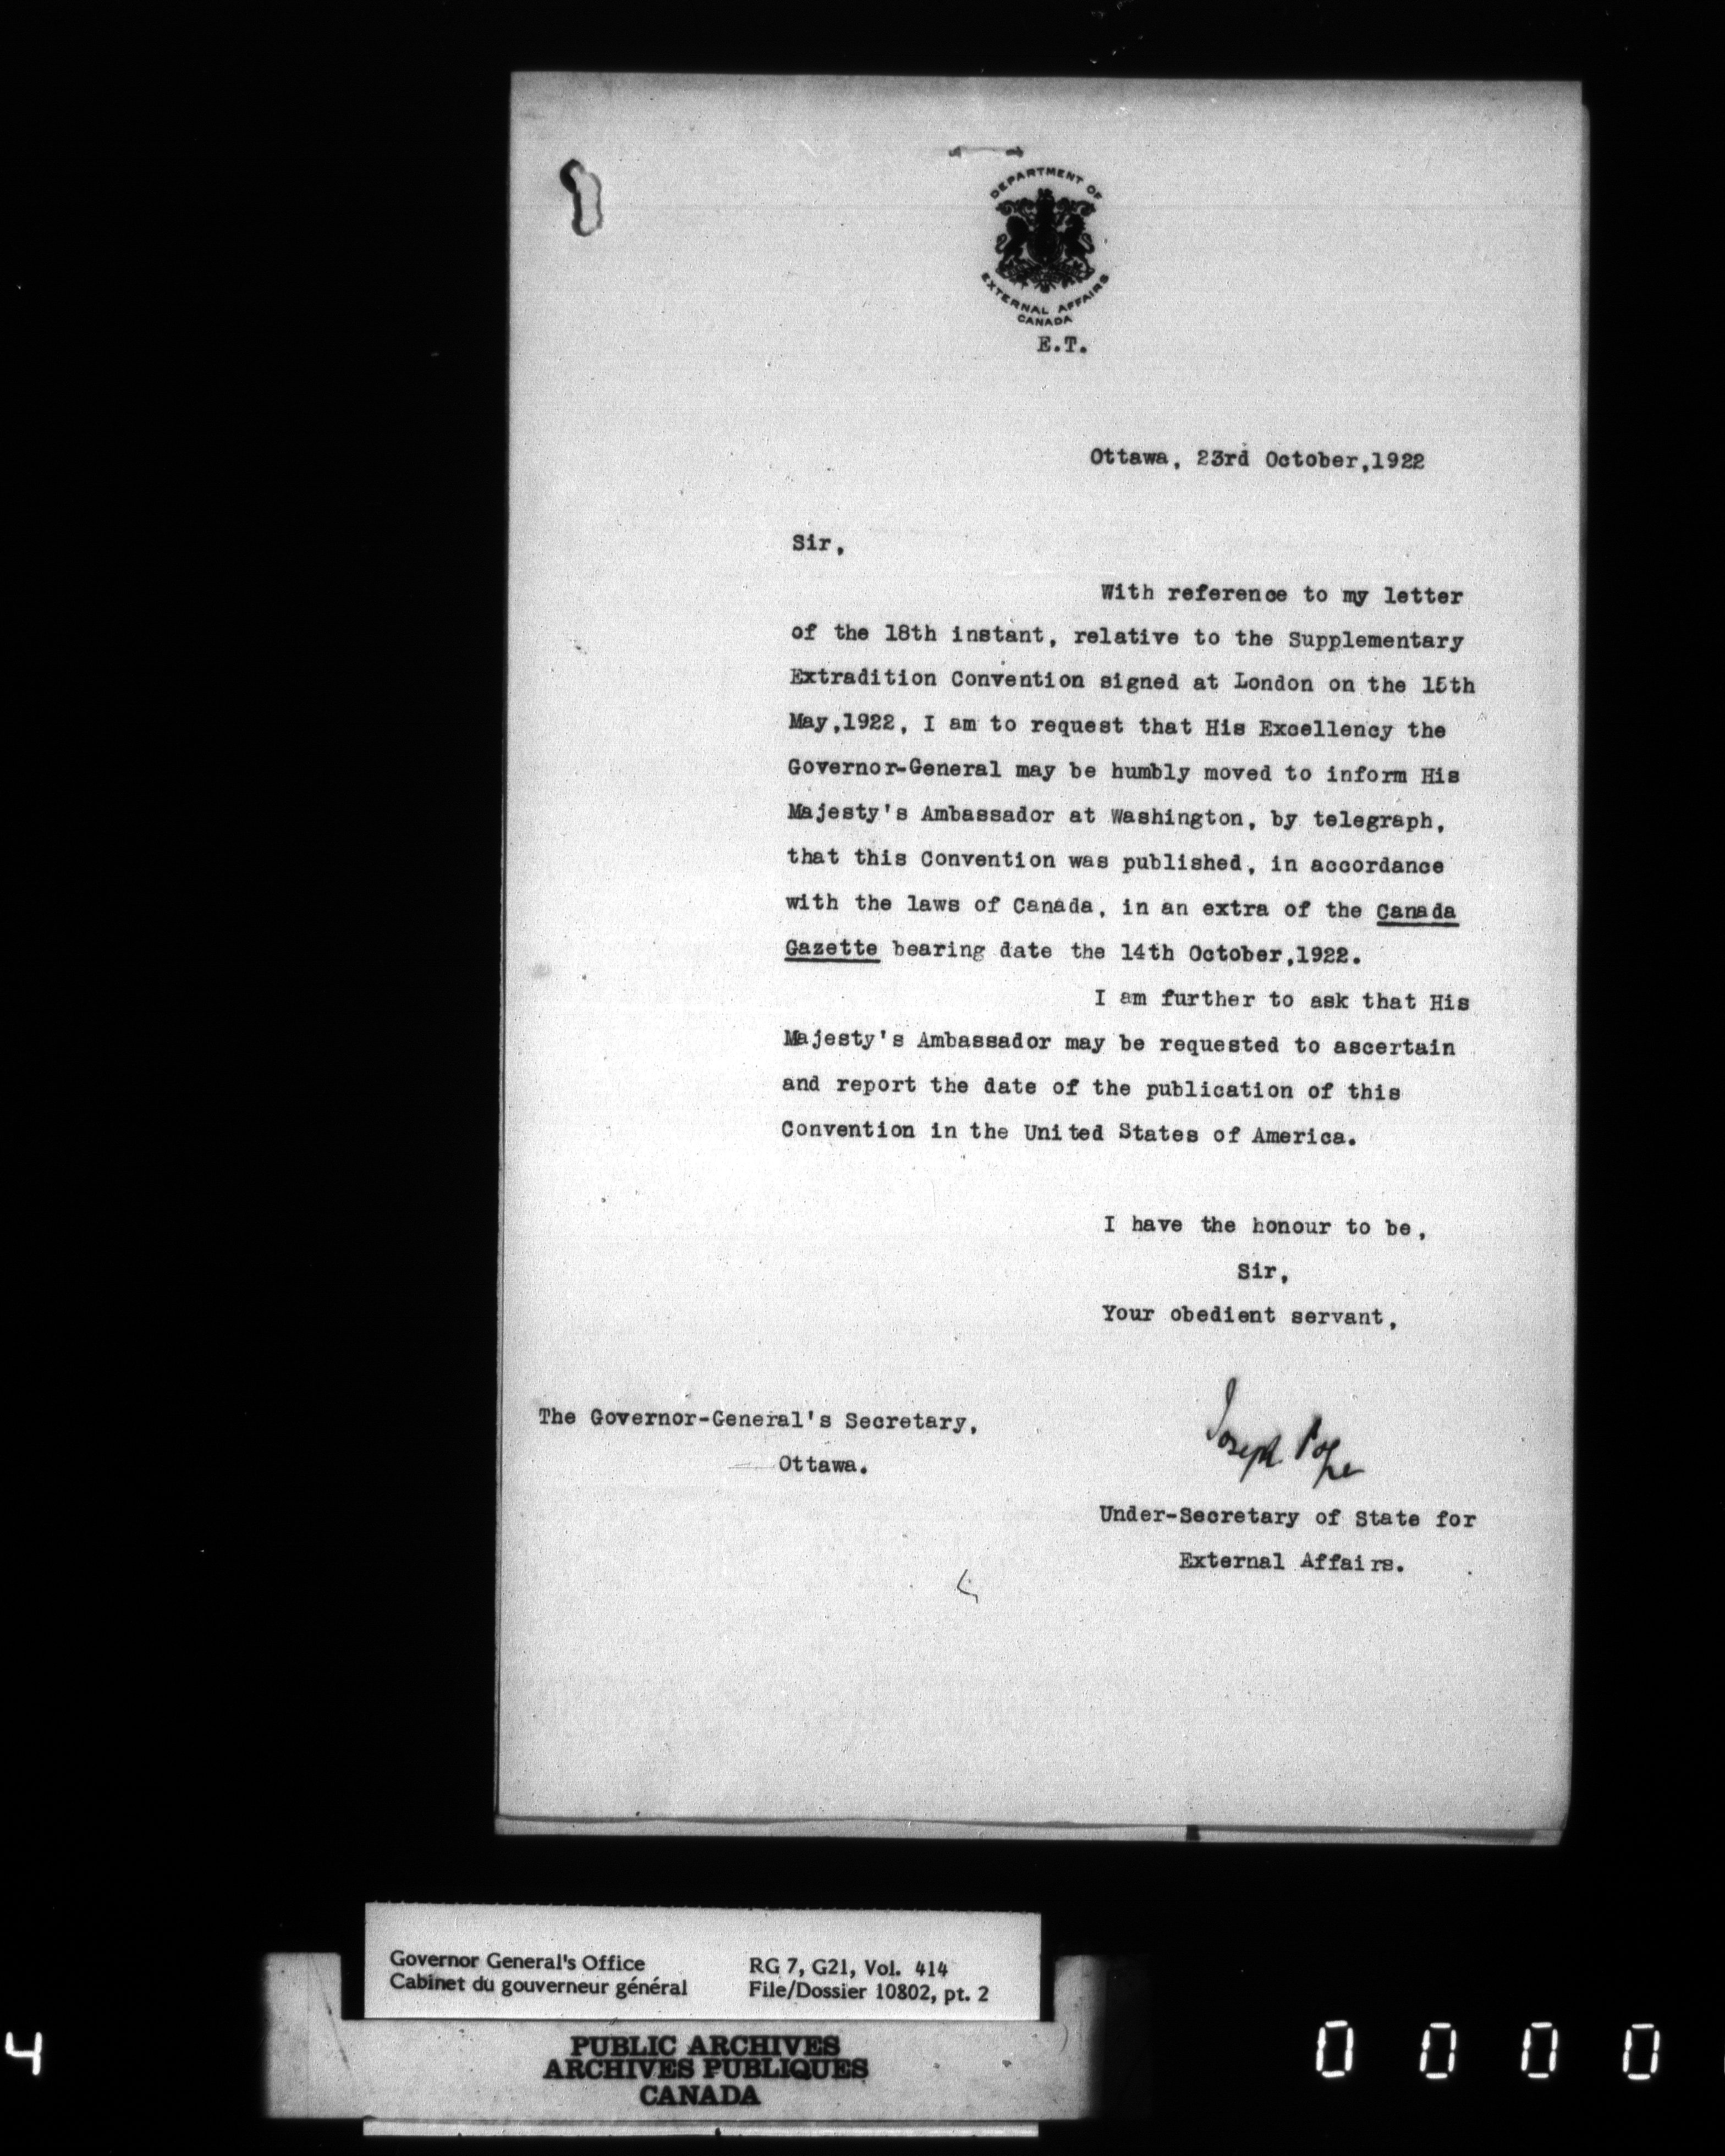 DEPARTMENT OF
EXTERNAL AFFAIRS
CANADA
E.T.
Ottawa, 23rd October,1922
Sir,
With reference to my letter
of the 18th instant, relative to the Supplementary
Extradition Convention signed at London on the 15th
May,1922, I am to request that His Excellency the
Governor-General may be humbly moved to inform His
Majesty's Ambassador at Washington, by telegraph,
that this Convention was published, in accordance
with the laws of Canada, in an extra of the Canada
Gazette bearing date the 14th October,1922.
I am further to ask that His
Majesty's Ambassador may be requested to ascertain
and report the date of the publication of this
Convention in the United States of America.
I have the honour to be,
Sir,
Your obedient servant,
Joseph Pope
The Governor-General's Secretary,
Ottawa.
Under-Secretary of State for
External Affairs.
Governor General's Office
Cabinet du gouverneur général
RG 7, G21, Vol. 414
File/Dossier 10802, pt. 2
PUBLIC ARCHIVES
ARCHIVES PUBLIQUES
CANADA
4
0 0 0 0